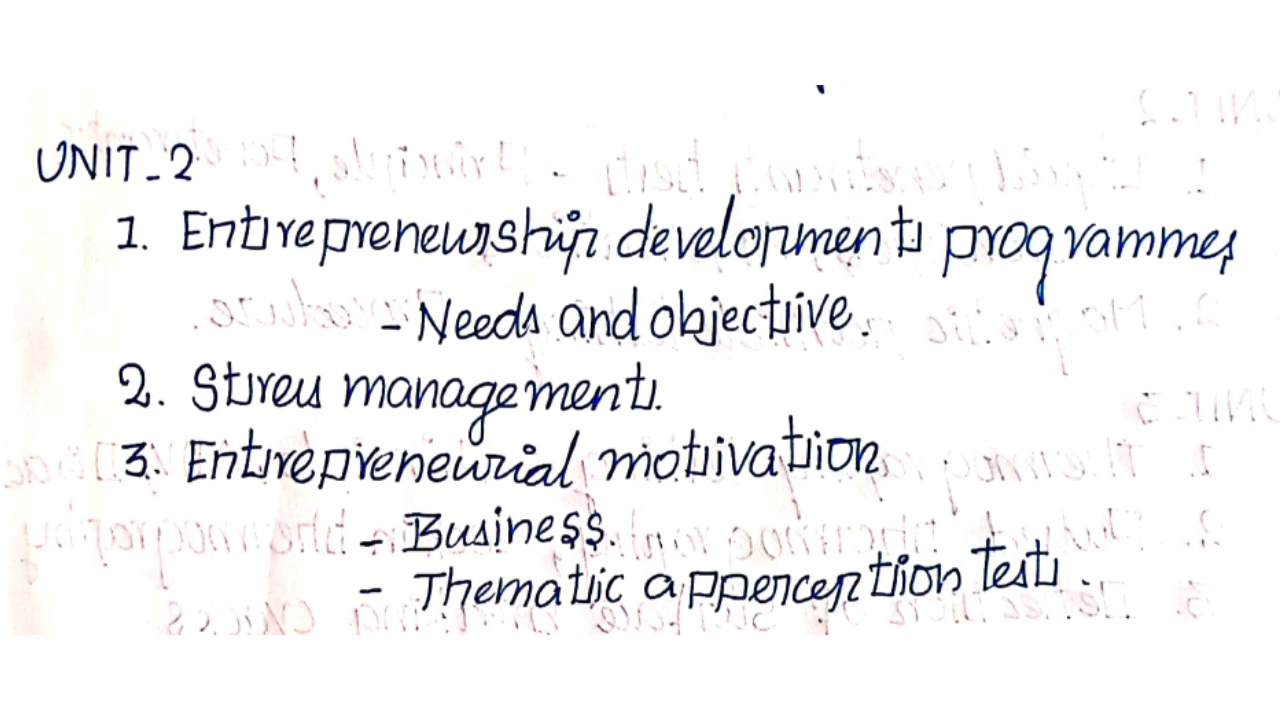 UNIT-2
1. Entrepreneurship development programmes
- Needs and objective.
2. Stress management.
3. Entrepreneurial motivation
- Business.
- Thematic apperception test.